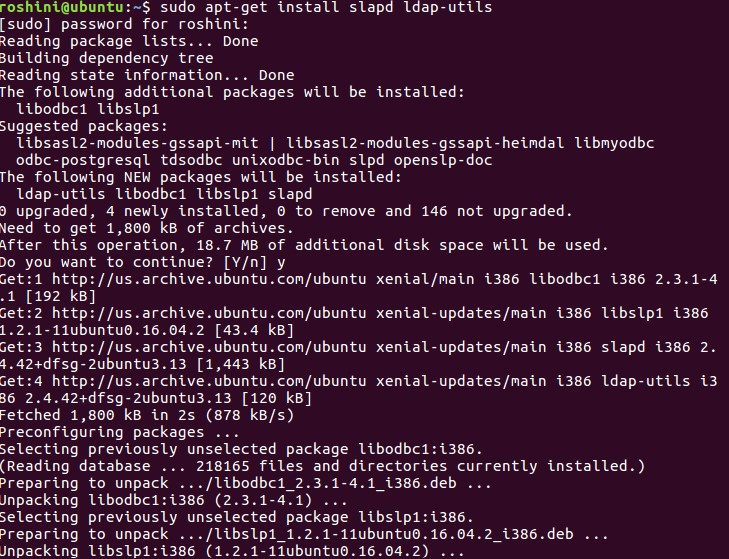 roshini@ubuntu:~$ sudo apt-get install slapd ldap-utils
[sudo] password for roshini:
Reading package lists... Done
Building dependency tree
Reading state information... Done
The following additional packages will be installed:
  libodbc1 libslp1
Suggested packages:
  libsasl2-modules-gssapi-mit | libsasl2-modules-gssapi-heimdal libmyodbc
  odbc-postgresql tdsodbc unixodbc-bin slpd openslp-doc
The following NEW packages will be installed:
  ldap-utils libodbc1 libslp1 slapd
0 upgraded, 4 newly installed, 0 to remove and 146 not upgraded.
Need to get 1,800 kB of archives.
After this operation, 18.7 MB of additional disk space will be used.
Do you want to continue? [Y/n] y
Get:1 http://us.archive.ubuntu.com/ubuntu xenial/main i386 libodbc1 i386 2.3.1-4
.1 [192 kB]
Get:2 http://us.archive.ubuntu.com/ubuntu xenial-updates/main i386 libslp1 i386
1.2.1-11ubuntu0.16.04.2 [43.4 kB]
Get:3 http://us.archive.ubuntu.com/ubuntu xenial-updates/main i386 slapd i386 2.
4.42+dfsg-2ubuntu3.13 [1,443 kB]
Get:4 http://us.archive.ubuntu.com/ubuntu xenial-updates/main i386 ldap-utils i3
86 2.4.42+dfsg-2ubuntu3.13 [120 kB]
Fetched 1,800 kB in 2s (878 kB/s)
Preconfiguring packages ...
Selecting previously unselected package libodbc1:i386.
(Reading database ... 218165 files and directories currently installed.)
Preparing to unpack .../libodbc1_2.3.1-4.1_i386.deb ...
Unpacking libodbc1:i386 (2.3.1-4.1) ...
Selecting previously unselected package libslp1:i386.
Preparing to unpack .../libslp1_1.2.1-11ubuntu0.16.04.2_i386.deb ...
Unpacking libslp1:i386 (1.2.1-11ubuntu0.16.04.2) ...